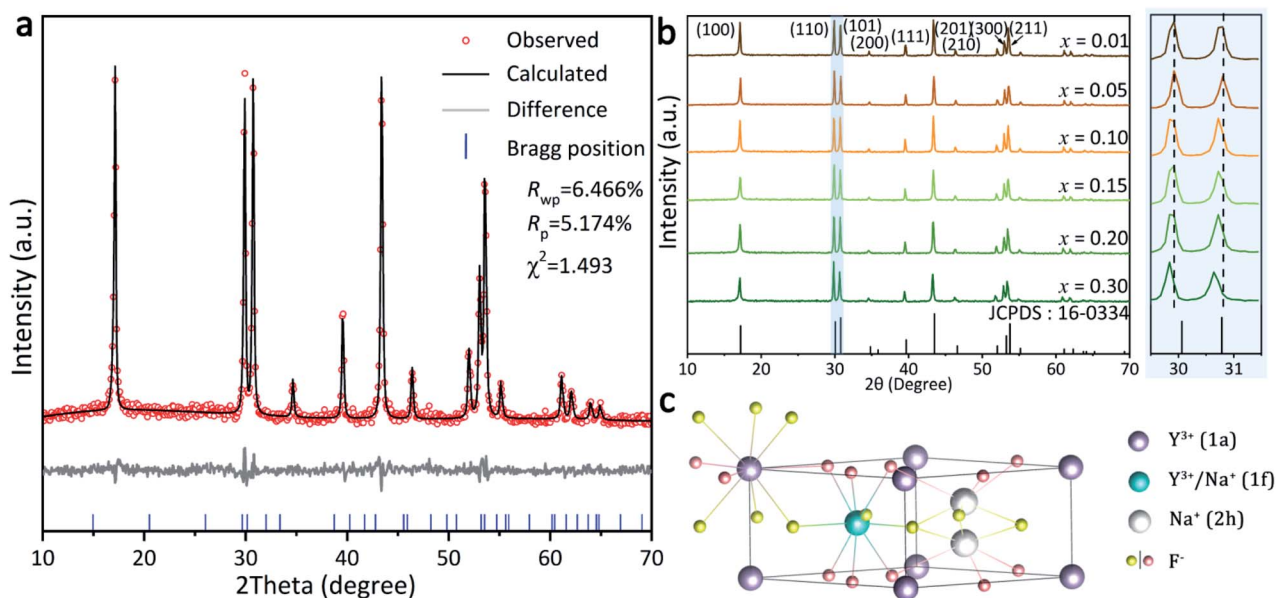 a
Observed
Calculated
Difference
Bragg position
Rwp=6.466%
Rp=5.174%
χ²=1.493
Intensity (a.u.)
10 20 30 40 50 60 70
2Theta (degree)
b
(100) (110) (101) (200) (111) (201) (210) (300) (211)
x = 0.01
x = 0.05
x = 0.10
x = 0.15
x = 0.20
x = 0.30
JCPDS : 16-0334
Intensity (a.u.)
10 20 30 40 50 60 70
2θ (Degree)
30 31
c
Y³⁺ (1a)
Y³⁺/Na⁺ (1f)
Na⁺ (2h)
F⁻